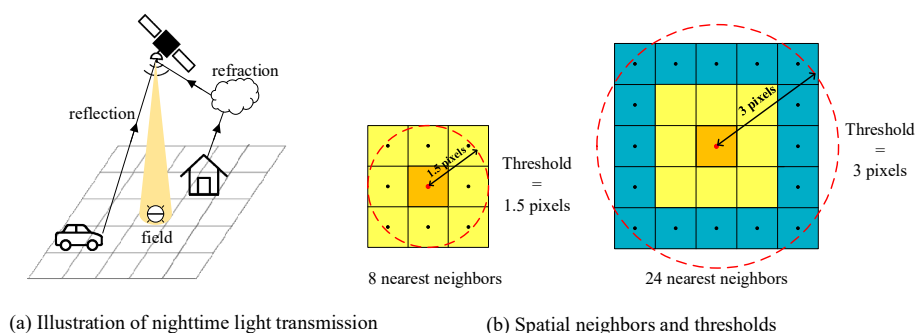 refraction
reflection
field
(a) Illustration of nighttime light transmission
1.5 pixels
Threshold
=
1.5 pixels
8 nearest neighbors
3 pixels
Threshold
=
3 pixels
24 nearest neighbors
(b) Spatial neighbors and thresholds